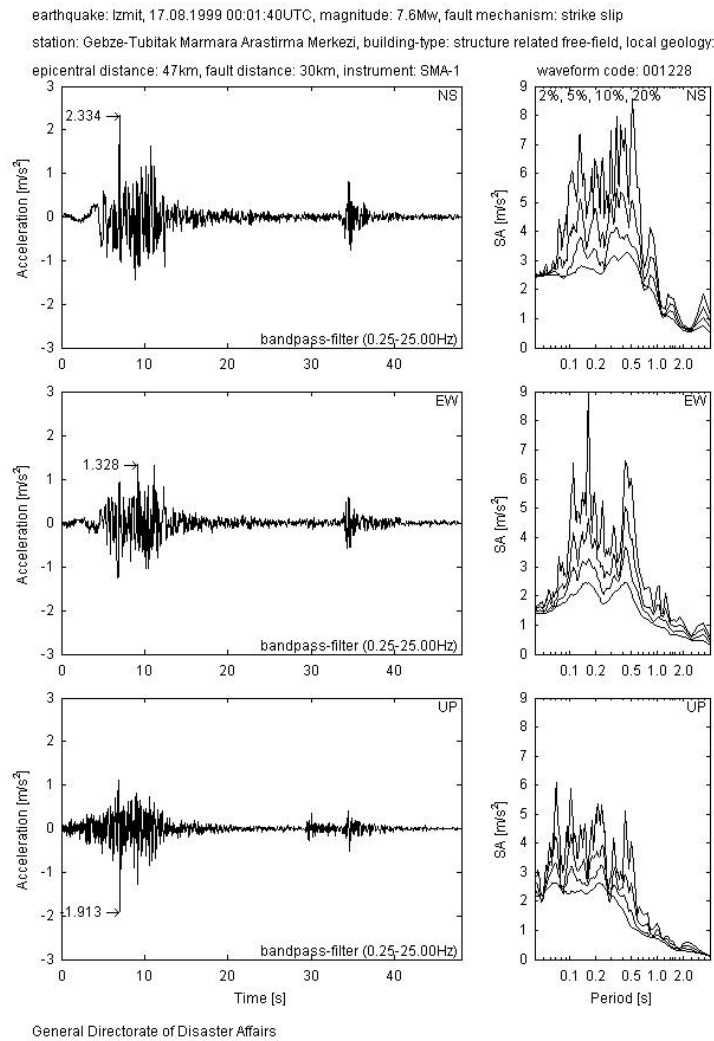 earthquake: Izmit, 17.08.1999 00:01:40UTC, magnitude: 7.6Mw, fault mechanism: strike slip
station: Gebze-Tubitak Marmara Arastirma Merkezi, building-type: structure related free-field, local geology:
epicentral distance: 47km, fault distance: 30km, instrument: SMA-1
waveform code: 001228
3
2
1
0
-1
-2
-3
Acceleration [m/s²]
NS
2.334
bandpass-filter (0.25-25.00Hz)
0 10 20 30 40
9
8
7
6
5
4
3
2
1
0
SA [m/s²]
2%, 5%, 10%, 20% NS
0.1 0.2 0.5 1.0 2.0
3
2
1
0
-1
-2
-3
Acceleration [m/s²]
EW
1.328
bandpass-filter (0.25-25.00Hz)
0 10 20 30 40
9
8
7
6
5
4
3
2
1
0
SA [m/s²]
EW
0.1 0.2 0.5 1.0 2.0
3
2
1
0
-1
-2
-3
Acceleration [m/s²]
UP
-1.913
bandpass-filter (0.25-25.00Hz)
0 10 20 30 40
Time [s]
9
8
7
6
5
4
3
2
1
0
SA [m/s²]
UP
0.1 0.2 0.5 1.0 2.0
Period [s]
General Directorate of Disaster Affairs